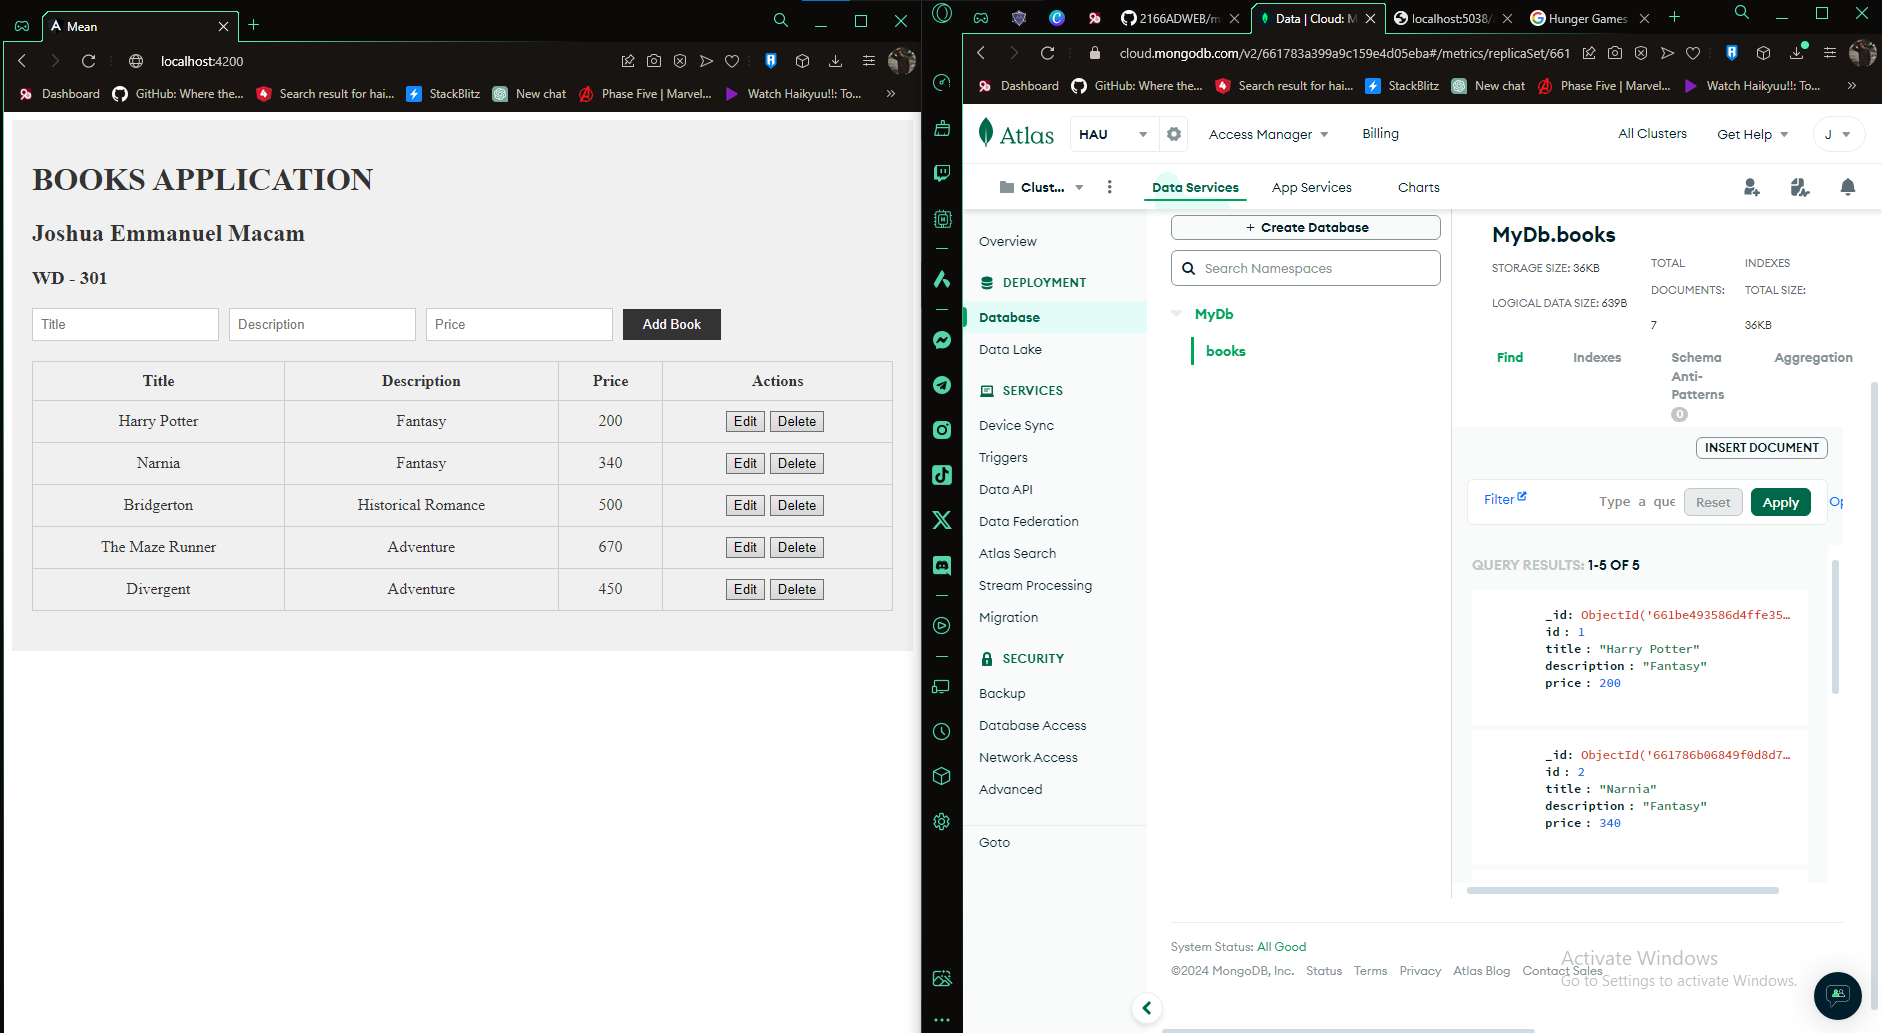 Mean
localhost:4200
Dashboard
GitHub: Where the...
Search result for hai...
StackBlitz
New chat
Phase Five | Marvel...
Watch Haikyuu!!: To...
»
BOOKS APPLICATION
Joshua Emmanuel Macam
WD - 301
Title
Description
Price
Add Book
Title Description Price Actions
Harry Potter Fantasy 200 Edit Delete
Narnia Fantasy 340 Edit Delete
Bridgerton Historical Romance 500 Edit Delete
The Maze Runner Adventure 670 Edit Delete
Divergent Adventure 450 Edit Delete
2166ADWEB/m
Data | Cloud: M
localhost:5038/
Hunger Games
cloud.mongodb.com/v2/661783a399a9c159e4d05eba#/metrics/replicaSet/661
Dashboard
GitHub: Where the...
Search result for hai...
StackBlitz
New chat
Phase Five | Marvel...
Watch Haikyuu!!: To...
»
Atlas
HAU
Access Manager
Billing
All Clusters
Get Help
J
Clust...
Data Services
App Services
Charts
Overview
DEPLOYMENT
Database
Data Lake
SERVICES
Device Sync
Triggers
Data API
Data Federation
Atlas Search
Stream Processing
Migration
SECURITY
Backup
Database Access
Network Access
Advanced
Goto
+ Create Database
Search Namespaces
MyDb
books
MyDb.books
STORAGE SIZE: 36KB
LOGICAL DATA SIZE: 639B
TOTAL
DOCUMENTS:
7
INDEXES
TOTAL SIZE:
36KB
Find
Indexes
Schema
Anti-
Patterns
0
Aggregation
INSERT DOCUMENT
Filter
Type a que
Reset
Apply
Op
QUERY RESULTS: 1-5 OF 5
_id: ObjectId('661be493586d4ffe35…
id: 1
title: "Harry Potter"
description: "Fantasy"
price: 200
_id: ObjectId('661786b06849f0d8d7…
id: 2
title: "Narnia"
description: "Fantasy"
price: 340
System Status: All Good
©2024 MongoDB, Inc. Status Terms Privacy Atlas Blog Contact Sales
Activate Windows
Go to Settings to activate Windows.